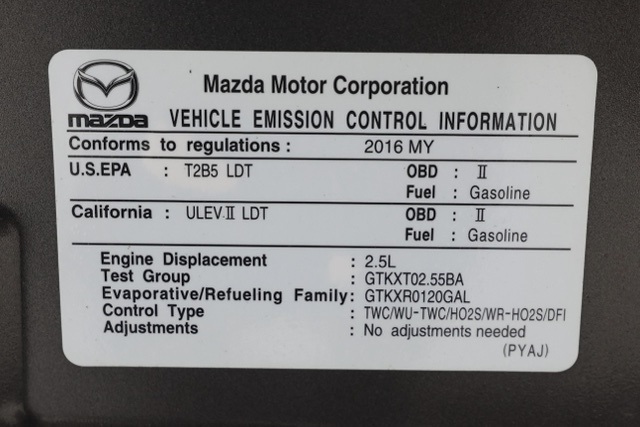 Mazda Motor Corporation
mazda VEHICLE EMISSION CONTROL INFORMATION
Conforms to regulations : 2016 MY
U.S.EPA : T2B5 LDT OBD : II
Fuel : Gasoline
California : ULEV II LDT OBD : II
Fuel : Gasoline
Engine Displacement : 2.5L
Test Group : GTKXT02.55BA
Evaporative/Refueling Family: GTKXR0120GAL
Control Type : TWC/WU-TWC/HO2S/WR-HO2S/DFI
Adjustments : No adjustments needed
(PYAJ)